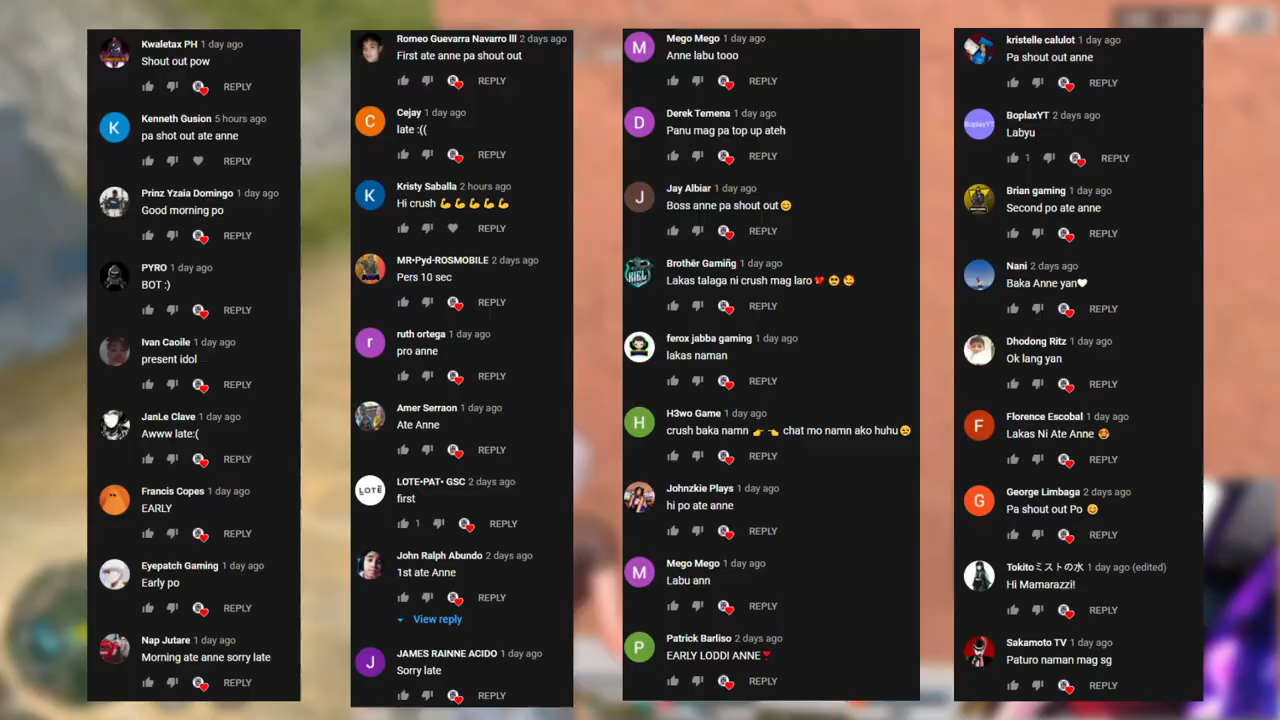 Kwaletax PH 1 day ago
Shout out pow
REPLY
Kenneth Gusion 5 hours ago
pa shot out ate anne
REPLY
Prinz Yzaia Domingo 1 day ago
Good morning po
REPLY
PYRO 1 day ago
BOT :)
REPLY
Ivan Caoile 1 day ago
present idol
REPLY
JanLe Clave 1 day ago
Awww late:(
REPLY
Francis Copes 1 day ago
EARLY
REPLY
Eyepatch Gaming 1 day ago
Early po
REPLY
Nap Jutare 1 day ago
Morning ate anne sorry late
REPLY
Romeo Guevarra Navarro lll 2 days ago
First ate anne pa shout out
REPLY
Cejay 1 day ago
late :((
REPLY
Kristy Saballa 2 hours ago
Hi crush 💪💪💪💪💪
REPLY
MR•Pyd-ROSMOBILE 2 days ago
Pers 10 sec
REPLY
ruth ortega 1 day ago
pro anne
REPLY
Amer Serraon 1 day ago
Ate Anne
REPLY
LOTE•PAT• GSC 2 days ago
first
1 REPLY
John Ralph Abundo 2 days ago
1st ate Anne
REPLY
View reply
JAMES RAINNE ACIDO 1 day ago
Sorry late
REPLY
Mego Mego 1 day ago
Anne labu tooo
REPLY
Derek Temena 1 day ago
Panu mag pa top up ateh
REPLY
Jay Albiar 1 day ago
Boss anne pa shout out😊
REPLY
Brothër Gamiñg 1 day ago
Lakas talaga ni crush mag laro 💖 🥺 🥰
REPLY
ferox jabba gaming 1 day ago
lakas naman
REPLY
H3wo Game 1 day ago
crush baka namn 👉👈 chat mo namn ako huhu😔
REPLY
Johnzkie Plays 1 day ago
hi po ate anne
REPLY
Mego Mego 1 day ago
Labu ann
REPLY
Patrick Barliso 2 days ago
EARLY LODDI ANNE❣
REPLY
kristelle calulot 1 day ago
Pa shout out anne
REPLY
BoplaxYT 2 days ago
Labyu
1 REPLY
Brian gaming 1 day ago
Second po ate anne
REPLY
Nani 2 days ago
Baka Anne yan🤍
REPLY
Dhodong Ritz 1 day ago
Ok lang yan
REPLY
Florence Escobal 1 day ago
Lakas Ni Ate Anne 😍
REPLY
George Limbaga 2 days ago
Pa shout out Po 😊
REPLY
Tokitoミストの水 1 day ago (edited)
Hi Mamarazzi!
REPLY
Sakamoto TV 1 day ago
Paturo naman mag sg
REPLY